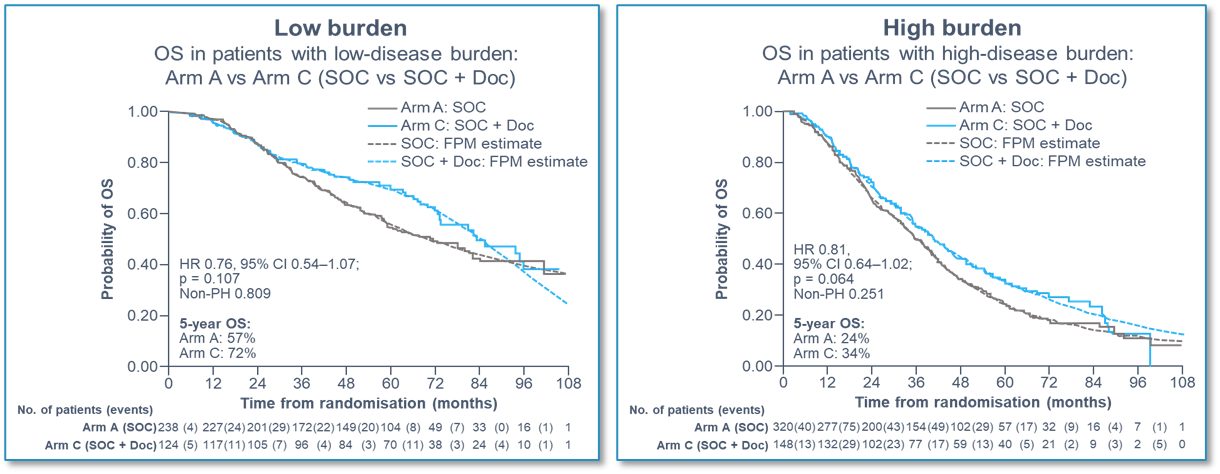 Low burden
OS in patients with low-disease burden:
Arm A vs Arm C (SOC vs SOC + Doc)
Arm A: SOC
Arm C: SOC + Doc
SOC: FPM estimate
SOC + Doc: FPM estimate
Probability of OS
1.00
0.80
0.60
0.40
0.20
0.00
HR 0.76, 95% CI 0.54–1.07;
p = 0.107
Non-PH 0.809
5-year OS:
Arm A: 57%
Arm C: 72%
0 12 24 36 48 60 72 84 96 108
Time from randomisation (months)
No. of patients (events)
Arm A (SOC) 238 (4) 227 (24) 201 (29) 172 (22) 149 (20) 104 (8) 49 (7) 33 (0) 16 (1) 1
Arm C (SOC + Doc) 124 (5) 117 (11) 105 (7) 96 (4) 84 (3) 70 (11) 38 (3) 24 (4) 10 (1) 1
High burden
OS in patients with high-disease burden:
Arm A vs Arm C (SOC vs SOC + Doc)
Arm A: SOC
Arm C: SOC + Doc
SOC: FPM estimate
SOC + Doc: FPM estimate
Probability of OS
1.00
0.80
0.60
0.40
0.20
0.00
HR 0.81,
95% CI 0.64–1.02;
p = 0.064
Non-PH 0.251
5-year OS:
Arm A: 24%
Arm C: 34%
0 12 24 36 48 60 72 84 96 108
Time from randomisation (months)
No. of patients (events)
Arm A (SOC) 320 (40) 277 (75) 200 (43) 154 (49) 102 (29) 57 (17) 32 (9) 16 (4) 7 (1) 1
Arm C (SOC + Doc) 148 (13) 132 (29) 102 (23) 77 (17) 59 (13) 40 (5) 21 (2) 9 (3) 2 (5) 0